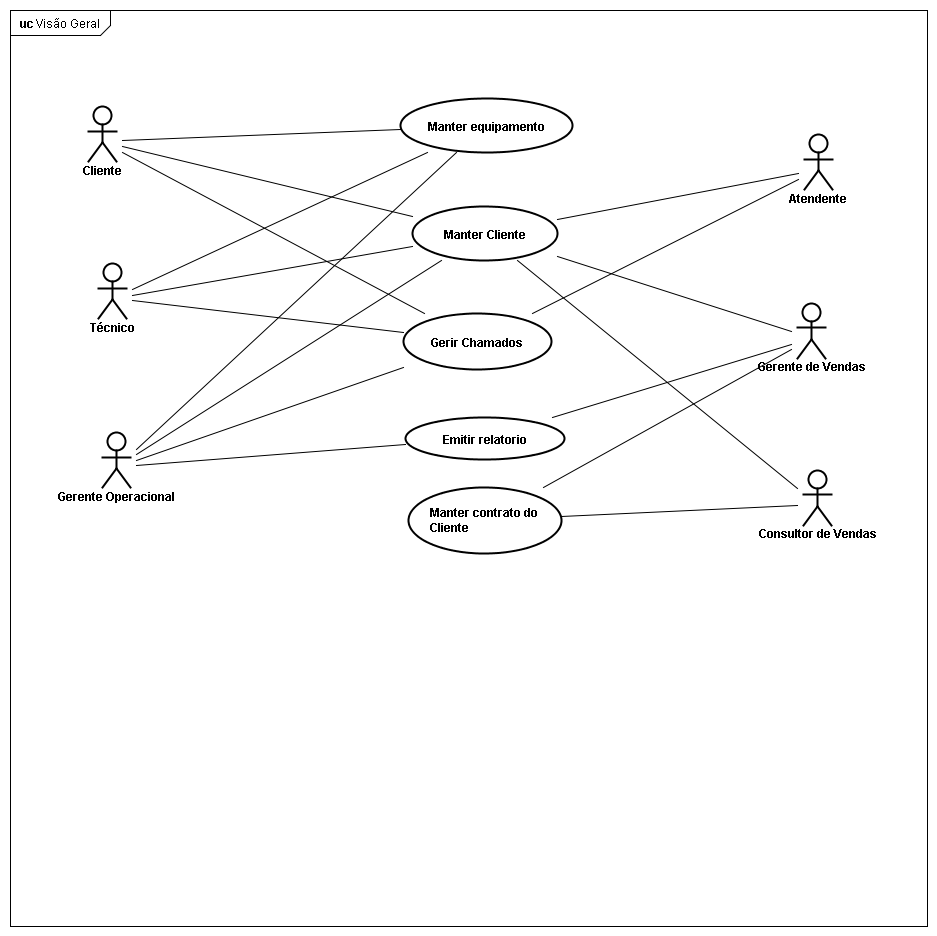 uc Visão Geral
Manter equipamento
Cliente
Atendente
Manter Cliente
Técnico
Gerir Chamados
Gerente de Vendas
Emitir relatorio
Gerente Operacional
Manter contrato do
Cliente
Consultor de Vendas